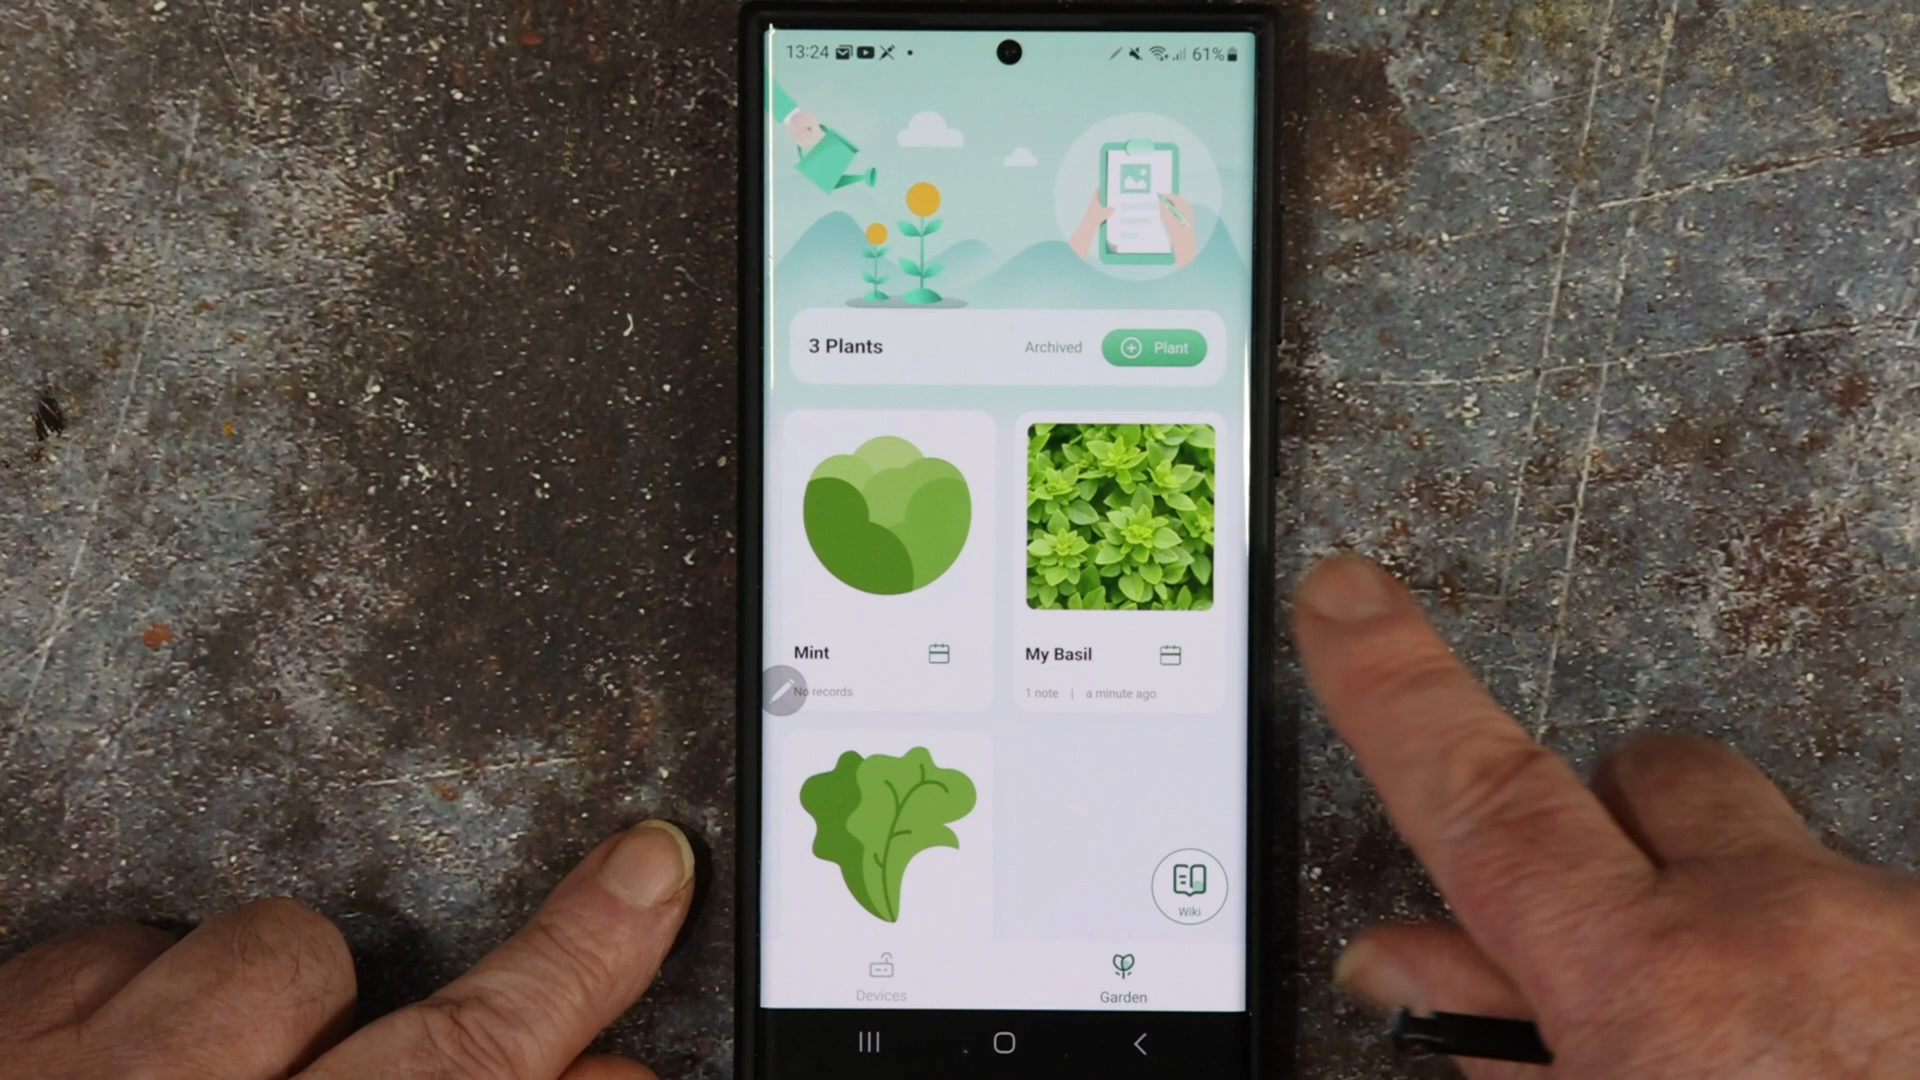 13:24
61%
3 Plants
Archived
Plant
Mint
No records
My Basil
1 note | a minute ago
Wiki
Devices
Garden